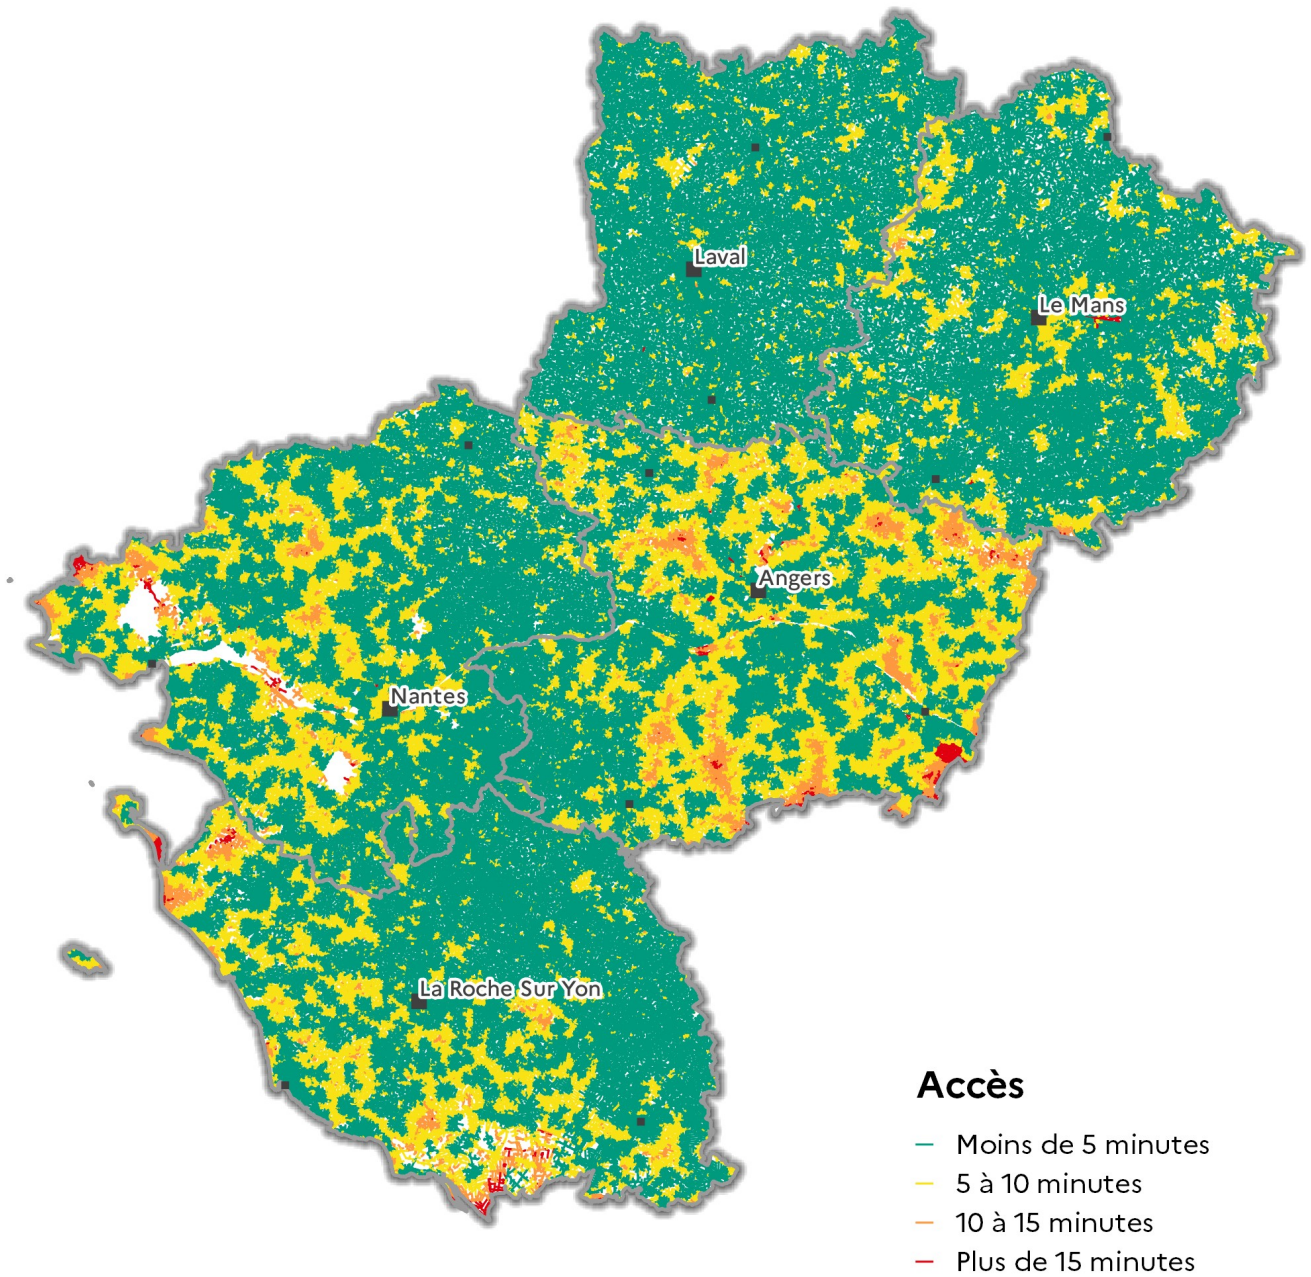 Laval
Le Mans
Angers
Nantes
La Roche Sur Yon
Accès
Moins de 5 minutes
5 à 10 minutes
10 à 15 minutes
Plus de 15 minutes